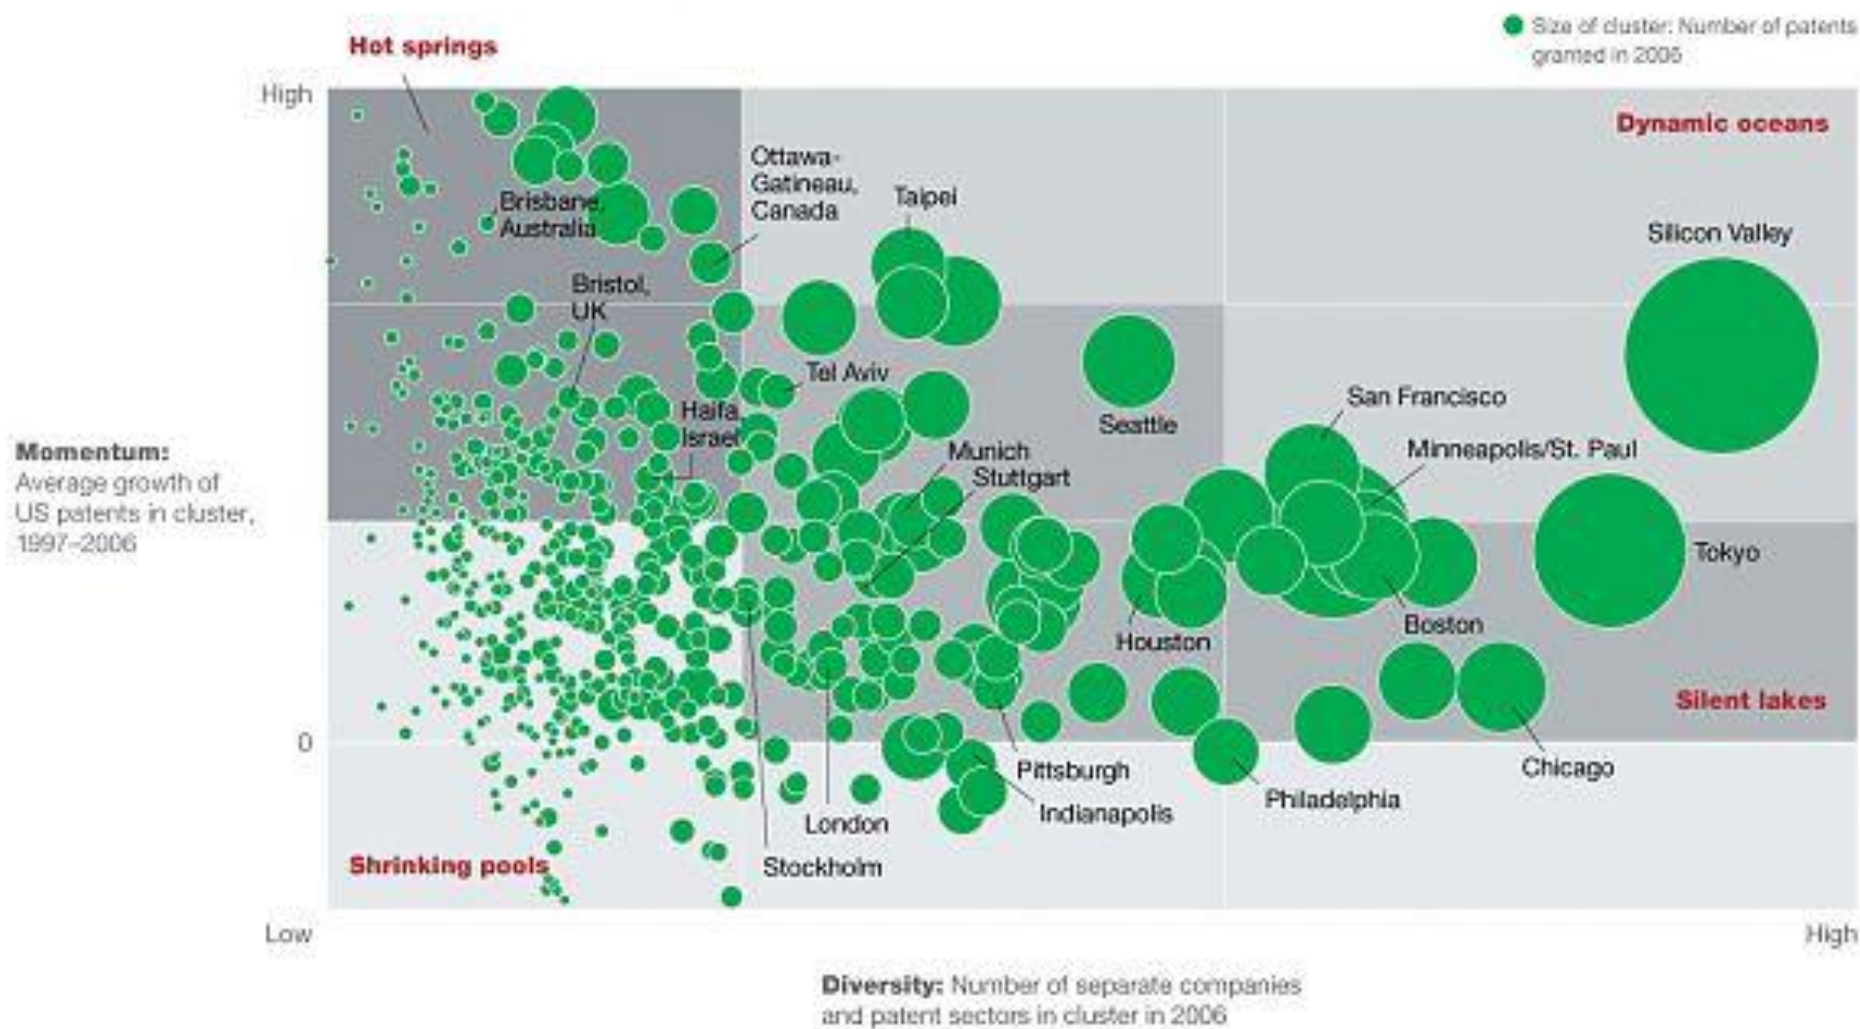 Size of cluster: Number of patents
granted in 2006
Hot springs
High
Dynamic oceans
Ottawa-
Gatineau,
Canada
Taipei
Brisbane,
Australia
Silicon Valley
Bristol,
UK
Tel Aviv
San Francisco
Haifa,
Israel
Seattle
Munich
Stuttgart
Minneapolis/St. Paul
Momentum:
Average growth of
US patents in cluster,
1997–2006
Tokyo
Houston
Boston
Silent lakes
0
Pittsburgh
Chicago
Philadelphia
Indianapolis
London
Shrinking pools
Stockholm
Low
High
Diversity: Number of separate companies
and patent sectors in cluster in 2006